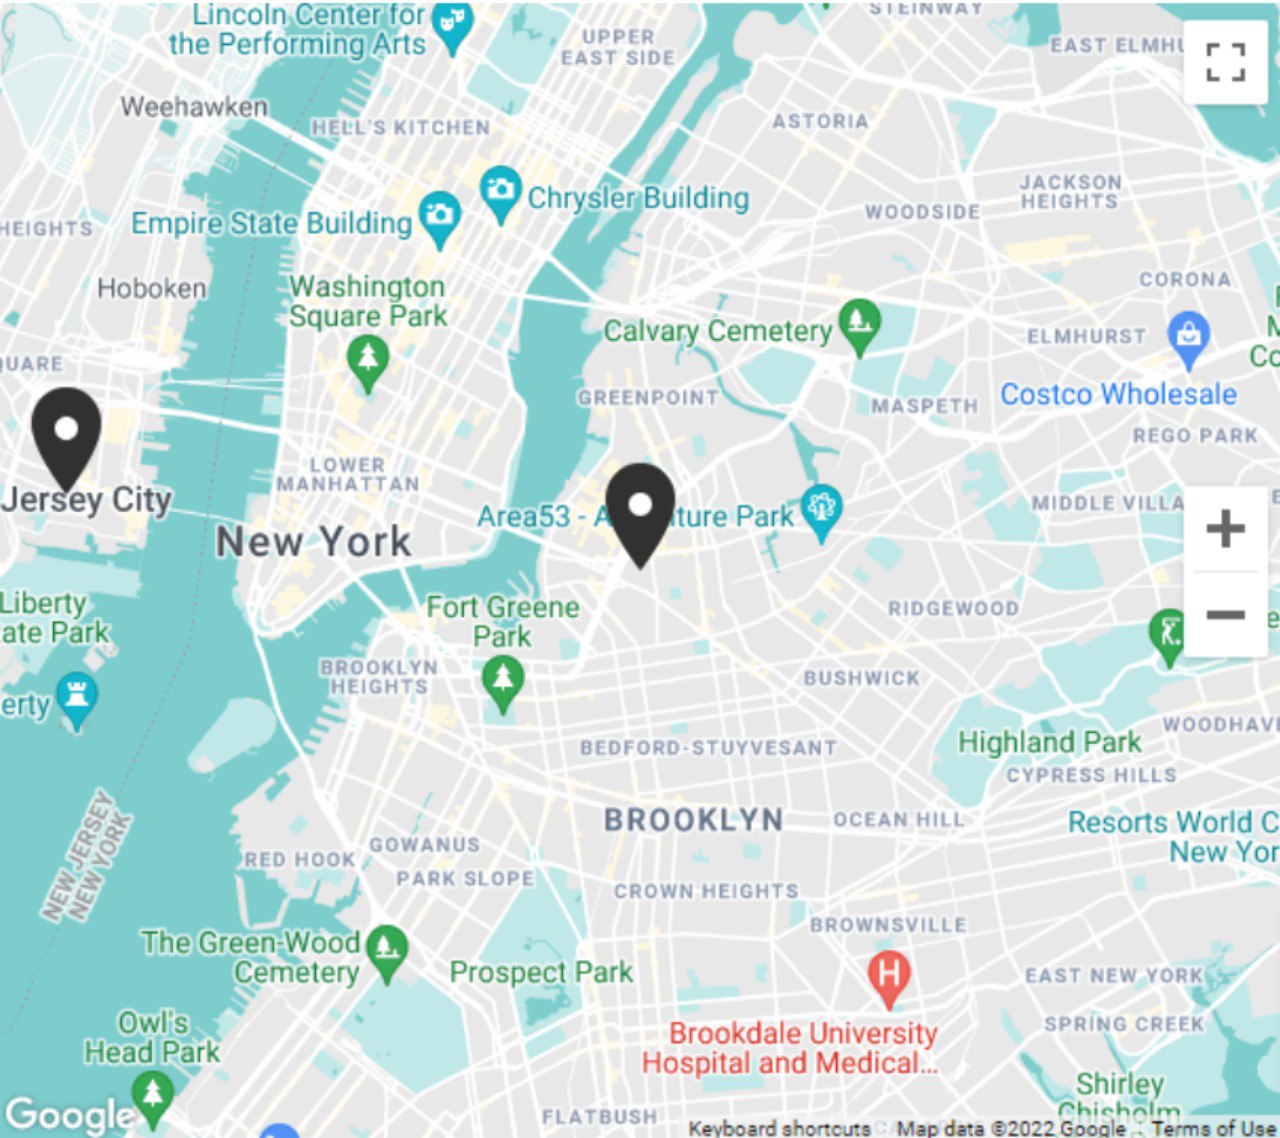 STEINWAY
Lincoln Center for
the Performing Arts
UPPER
EAST SIDE
EAST ELMHU
Weehawken
HELL'S KITCHEN
ASTORIA
JACKSON
HEIGHTS
Chrysler Building
WOODSIDE
HEIGHTS
Empire State Building
Hoboken
Washington
Square Park
CORONA
Calvary Cemetery
ELMHURST
M
Co
QUARE
GREENPOINT
MASPETH
Costco Wholesale
REGO PARK
LOWER
MANHATTAN
Jersey City
MIDDLE VILLA
Area53 - A
ture Park
New York
Liberty
ate Park
Fort Greene
Park
RIDGEWOOD
e
BROOKLYN
HEIGHTS
BUSHWICK
erty
WOODHAVE
BEDFORD-STUYVESANT
Highland Park
CYPRESS HILLS
NEW JERSEY
NEW YORK
BROOKLYN
OCEAN HILL
Resorts World C
New Yor
GOWANUS
RED HOOK
PARK SLOPE
CROWN HEIGHTS
BROWNSVILLE
The Green-Wood
Cemetery
Prospect Park
H
EAST NEW YORK
Owl's
Head Park
SPRING CREEK
Brookdale University
Hospital and Medical...
Shirley
Chisholm
Google
FLATBUSH
Keyboard shortcuts
Map data ©2022 Google
Terms of Use